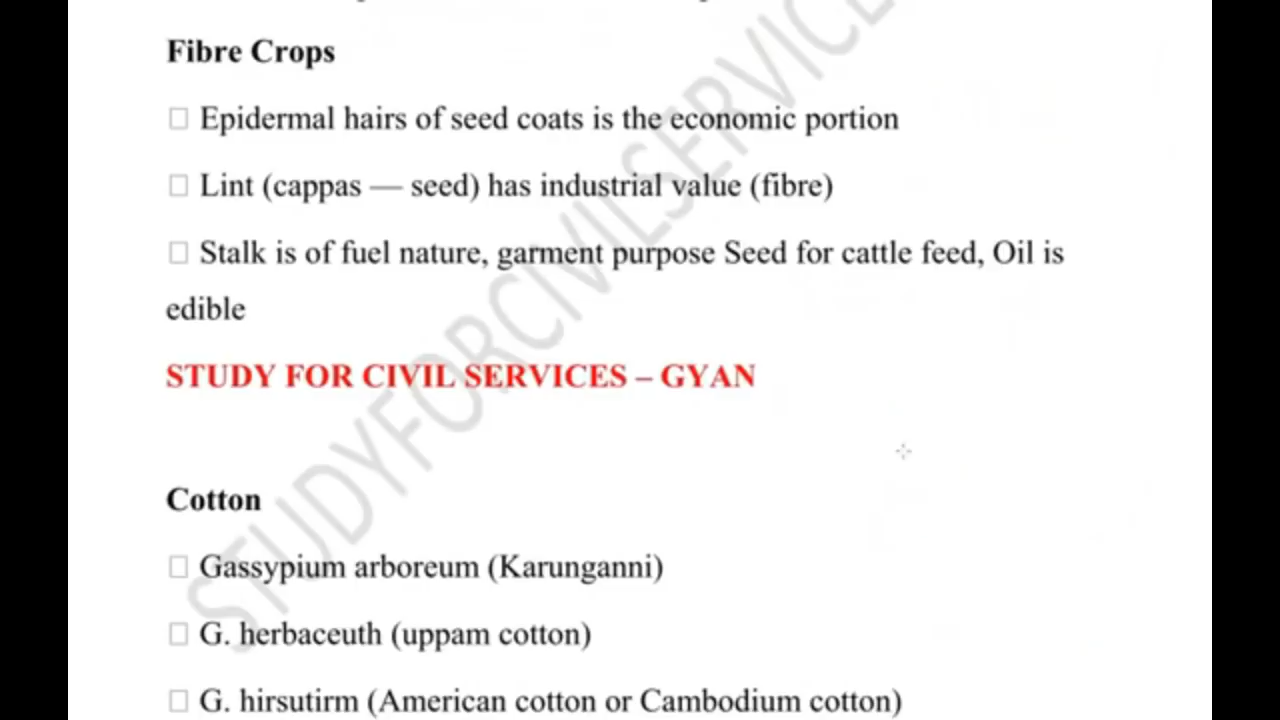 Fibre Crops
□ Epidermal hairs of seed coats is the economic portion
□ Lint (cappas — seed) has industrial value (fibre)
□ Stalk is of fuel nature, garment purpose Seed for cattle feed, Oil is
edible
STUDY FOR CIVIL SERVICES – GYAN
Cotton
□ Gassypium arboreum (Karunganni)
□ G. herbaceuth (uppam cotton)
□ G. hirsutirm (American cotton or Cambodium cotton)
STUDYFORCIVILSERVICE